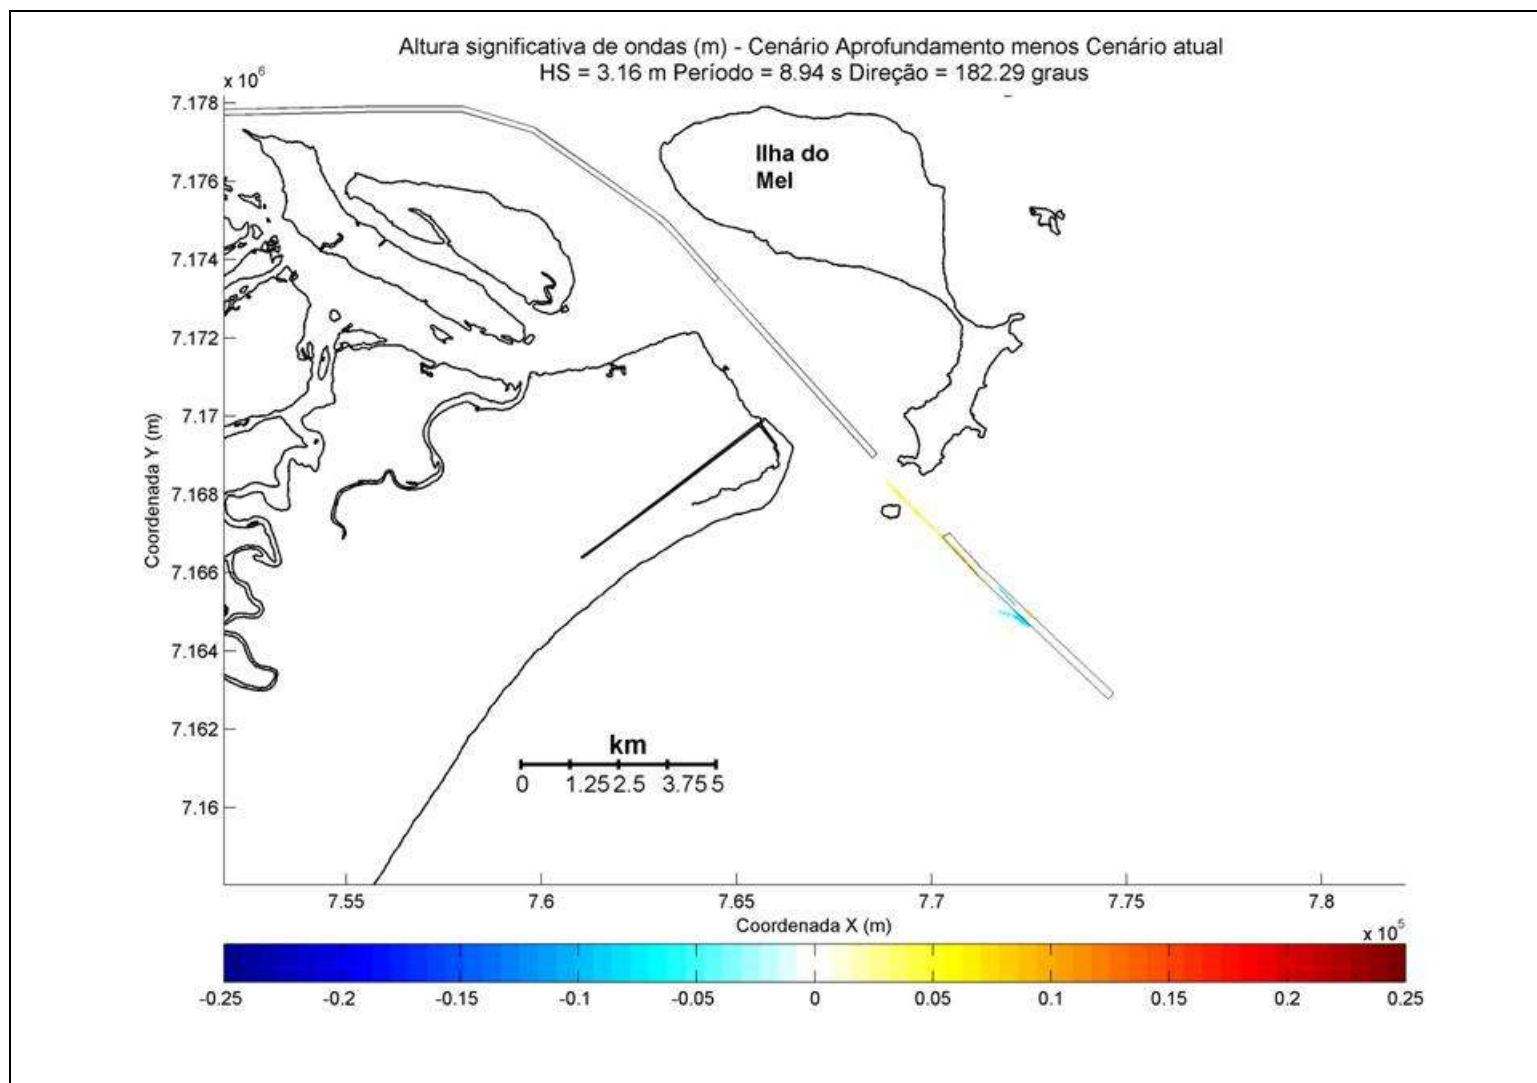 Altura significativa de ondas (m) - Cenário Aprofundamento menos Cenário atual
HS = 3.16 m Período = 8.94 s Direção = 182.29 graus
x 10^6
7.178
7.176
7.174
7.172
7.17
7.168
7.166
7.164
7.162
7.16
Coordenada Y (m)
Ilha do
Mel
km
0 1.25 2.5 3.75 5
7.55 7.6 7.65 7.7 7.75 7.8
Coordenada X (m)
x 10^5
-0.25 -0.2 -0.15 -0.1 -0.05 0 0.05 0.1 0.15 0.2 0.25